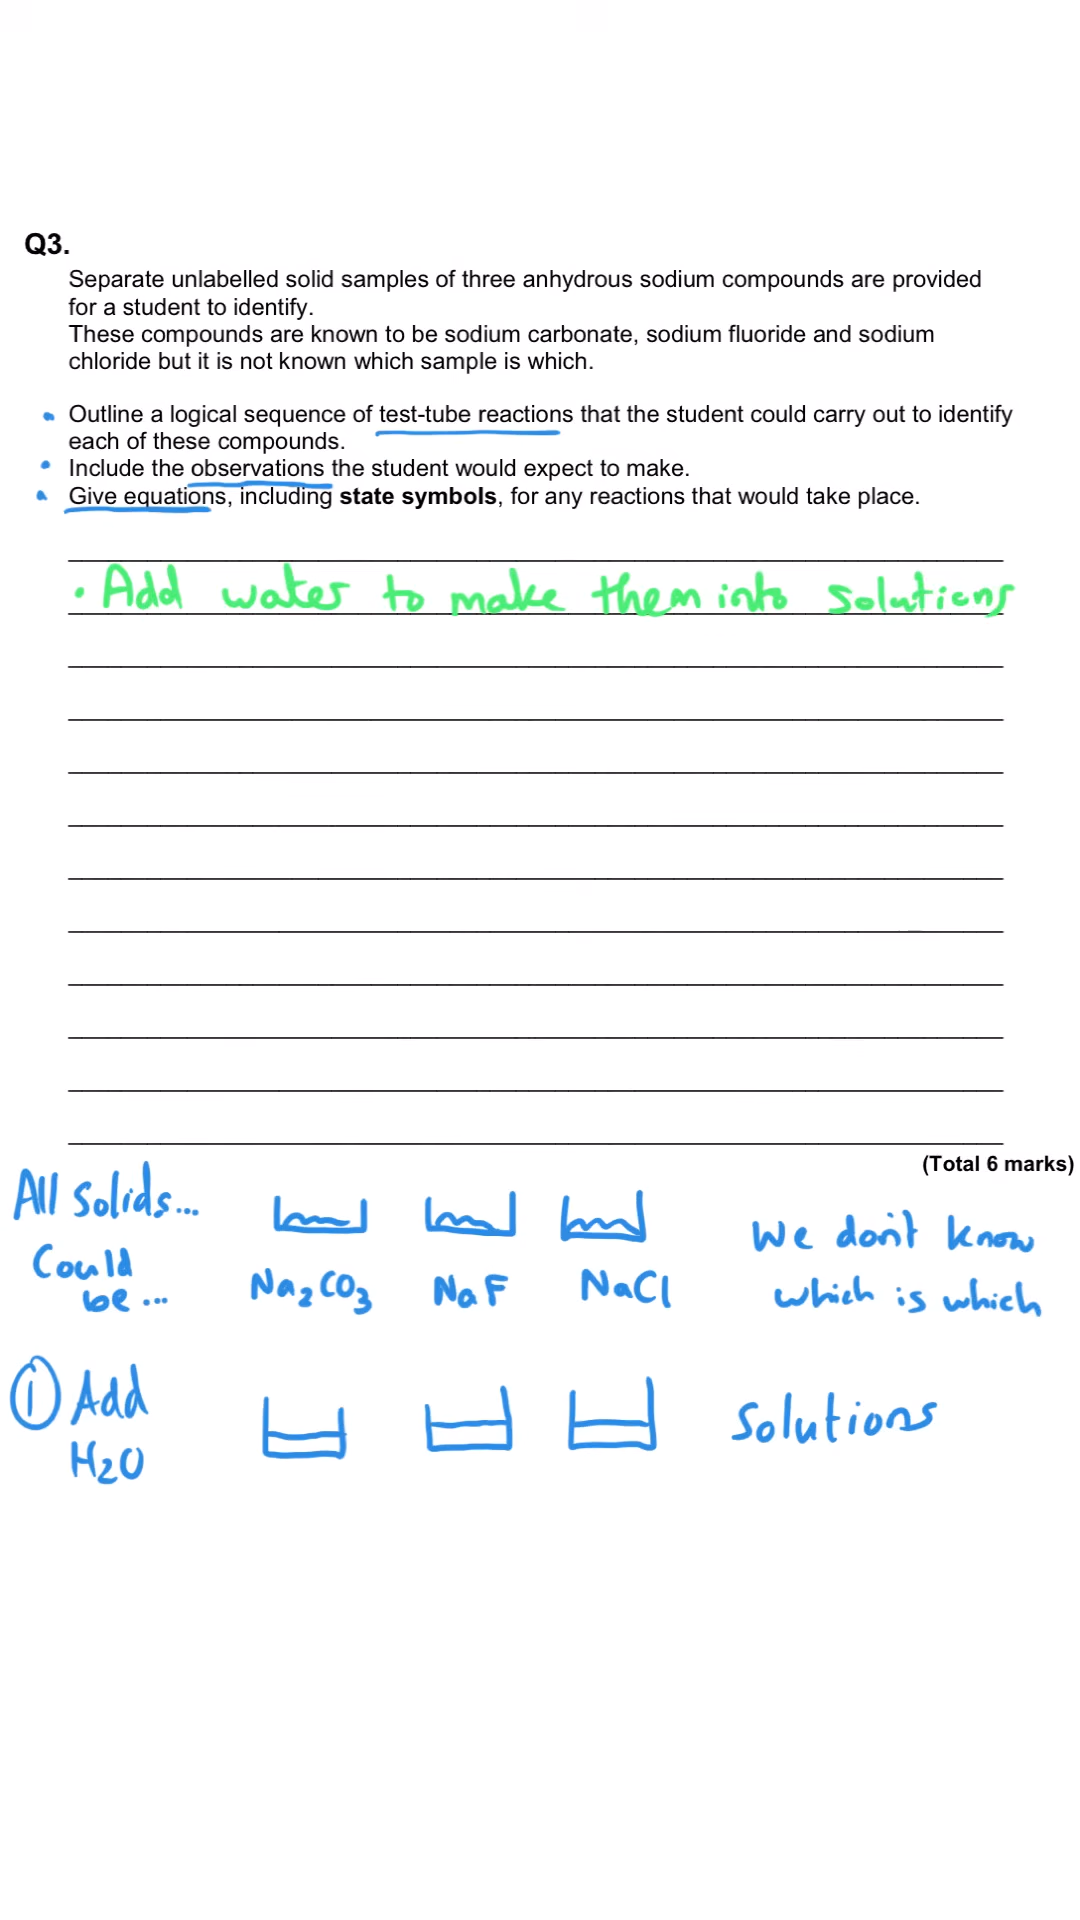 Q3.
Separate unlabelled solid samples of three anhydrous sodium compounds are provided
for a student to identify.
These compounds are known to be sodium carbonate, sodium fluoride and sodium
chloride but it is not known which sample is which.
• Outline a logical sequence of test-tube reactions that the student could carry out to identify
each of these compounds.
• Include the observations the student would expect to make.
• Give equations, including state symbols, for any reactions that would take place.
• Add water to make them into solutions
(Total 6 marks)
All Solids...
Could be...
Na₂CO₃ NaF NaCl
We don't know
which is which
① Add H₂O
Solutions